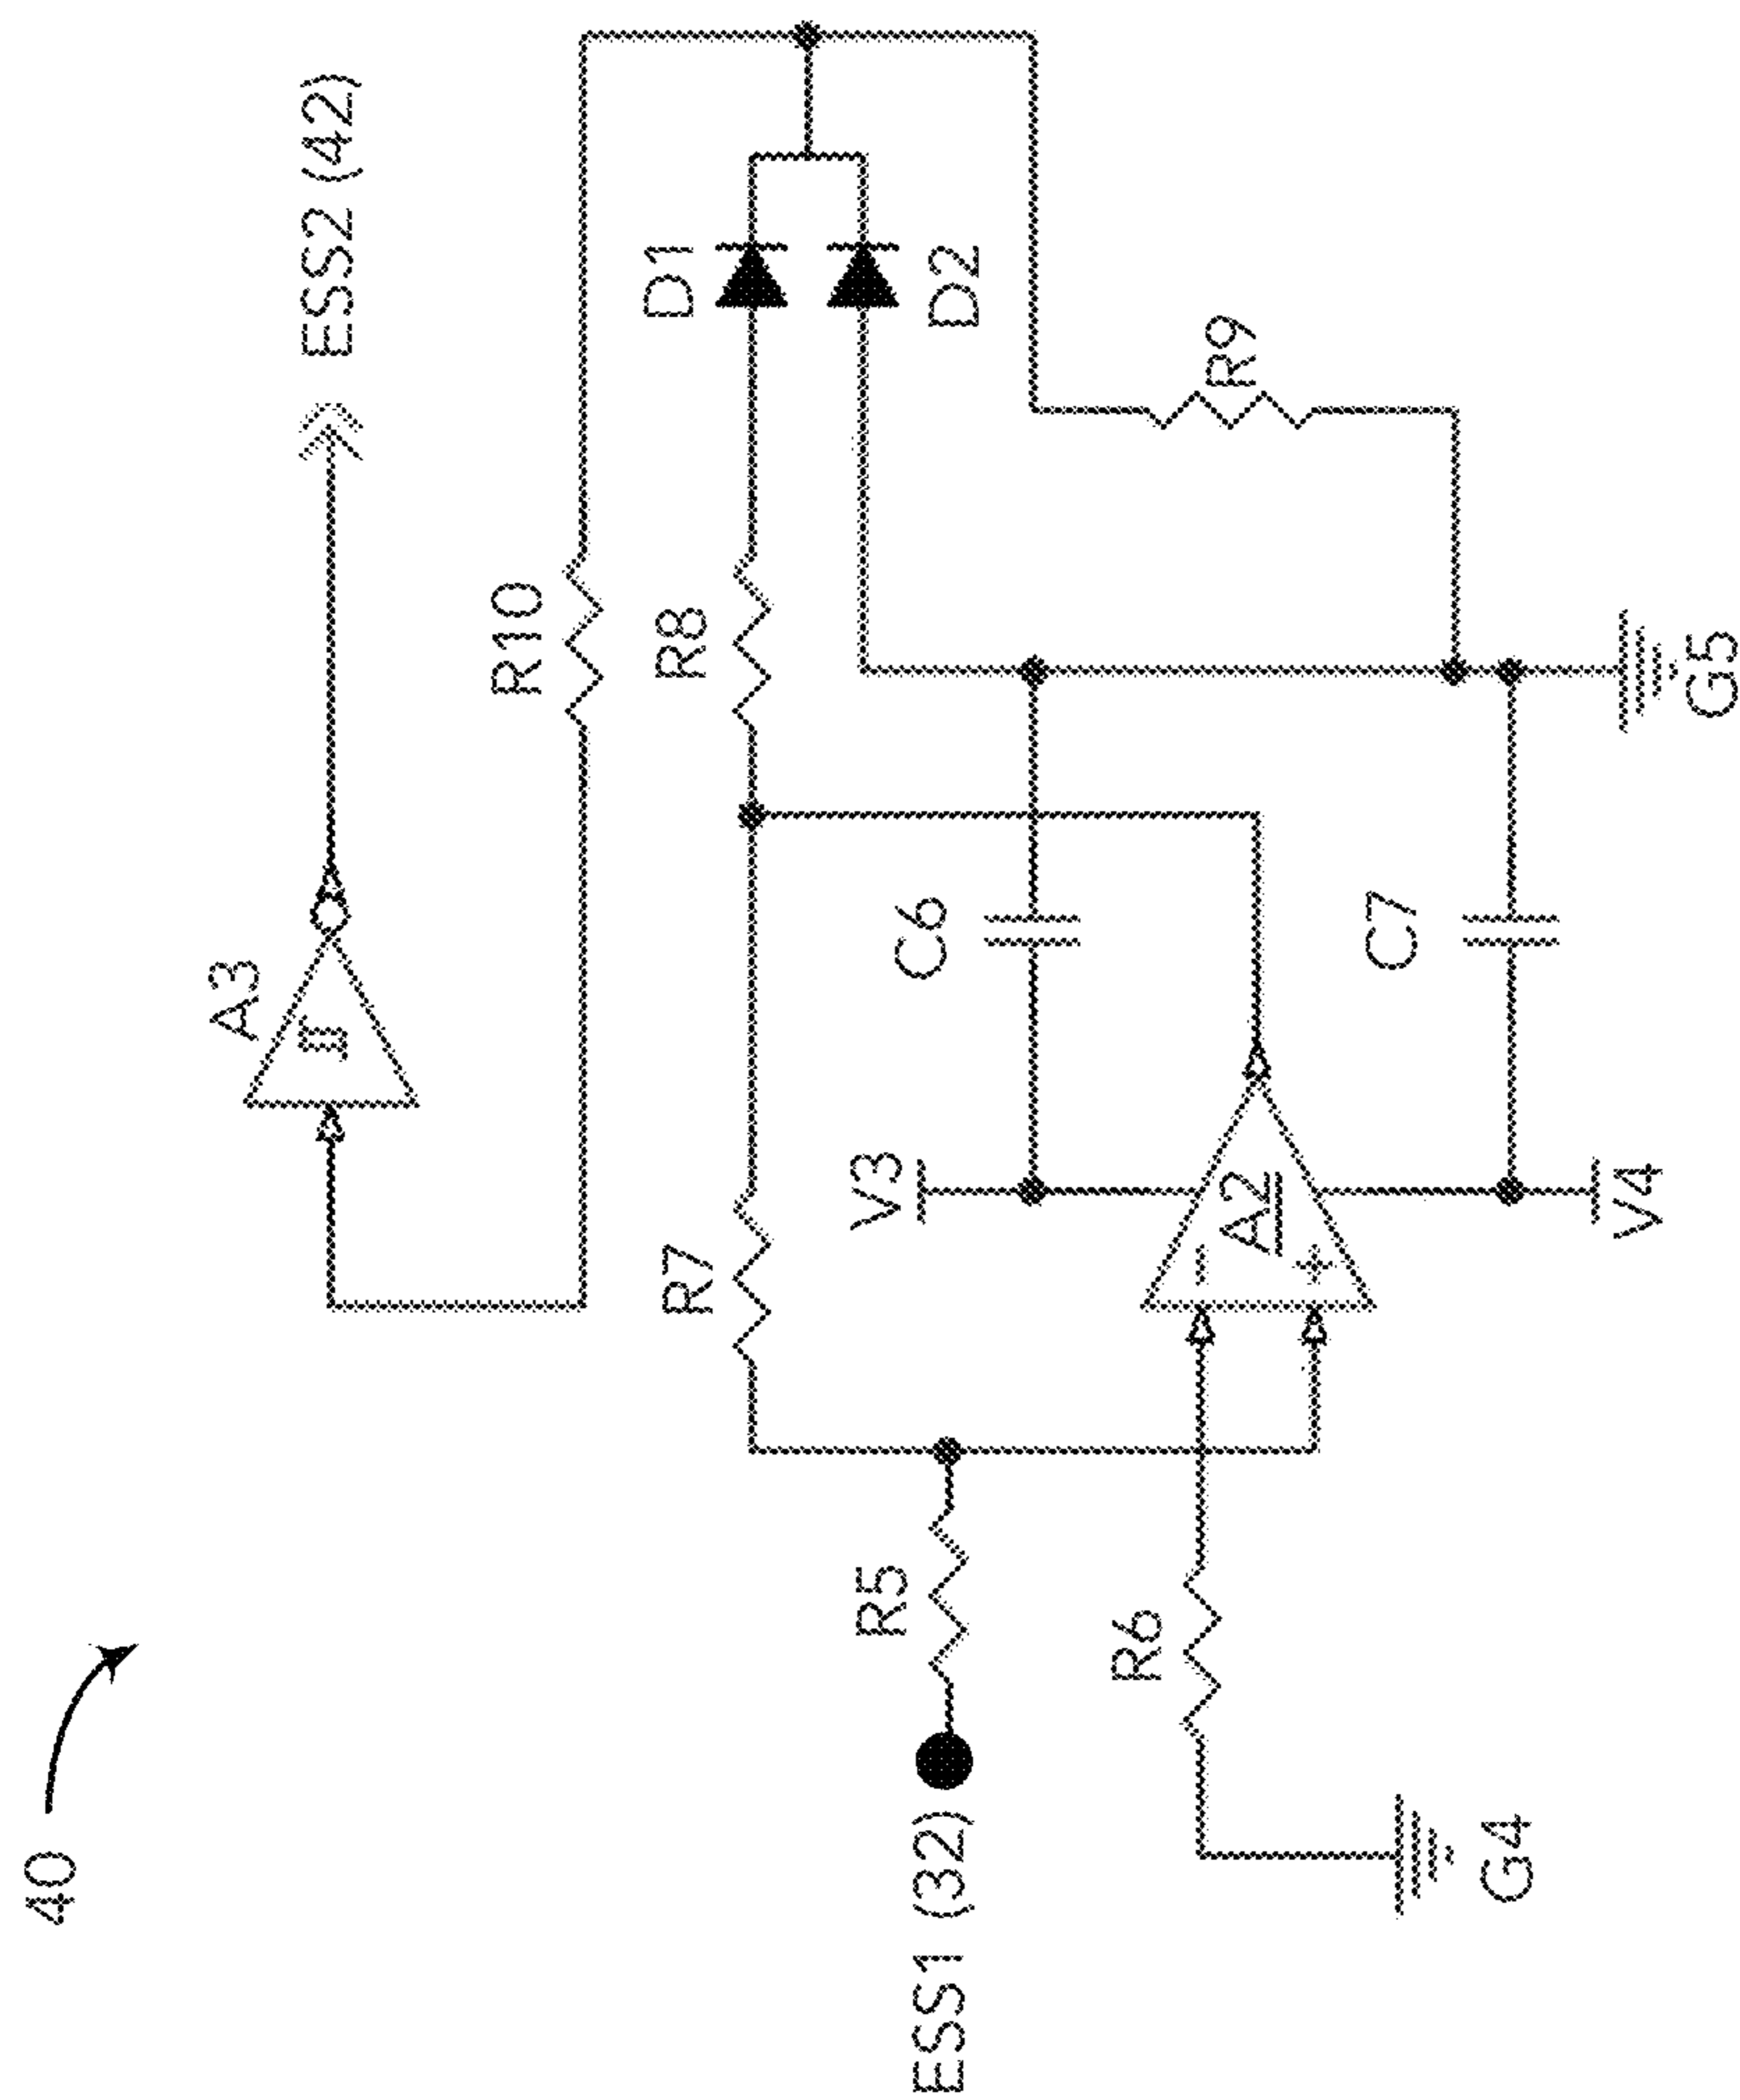 40
A3
ESS2 (42)
R10
R7
R8
D1
D2
ESS1 (32)
R5
V3
C6
R6
A2
−
+
R9
C7
G4
V4
G5